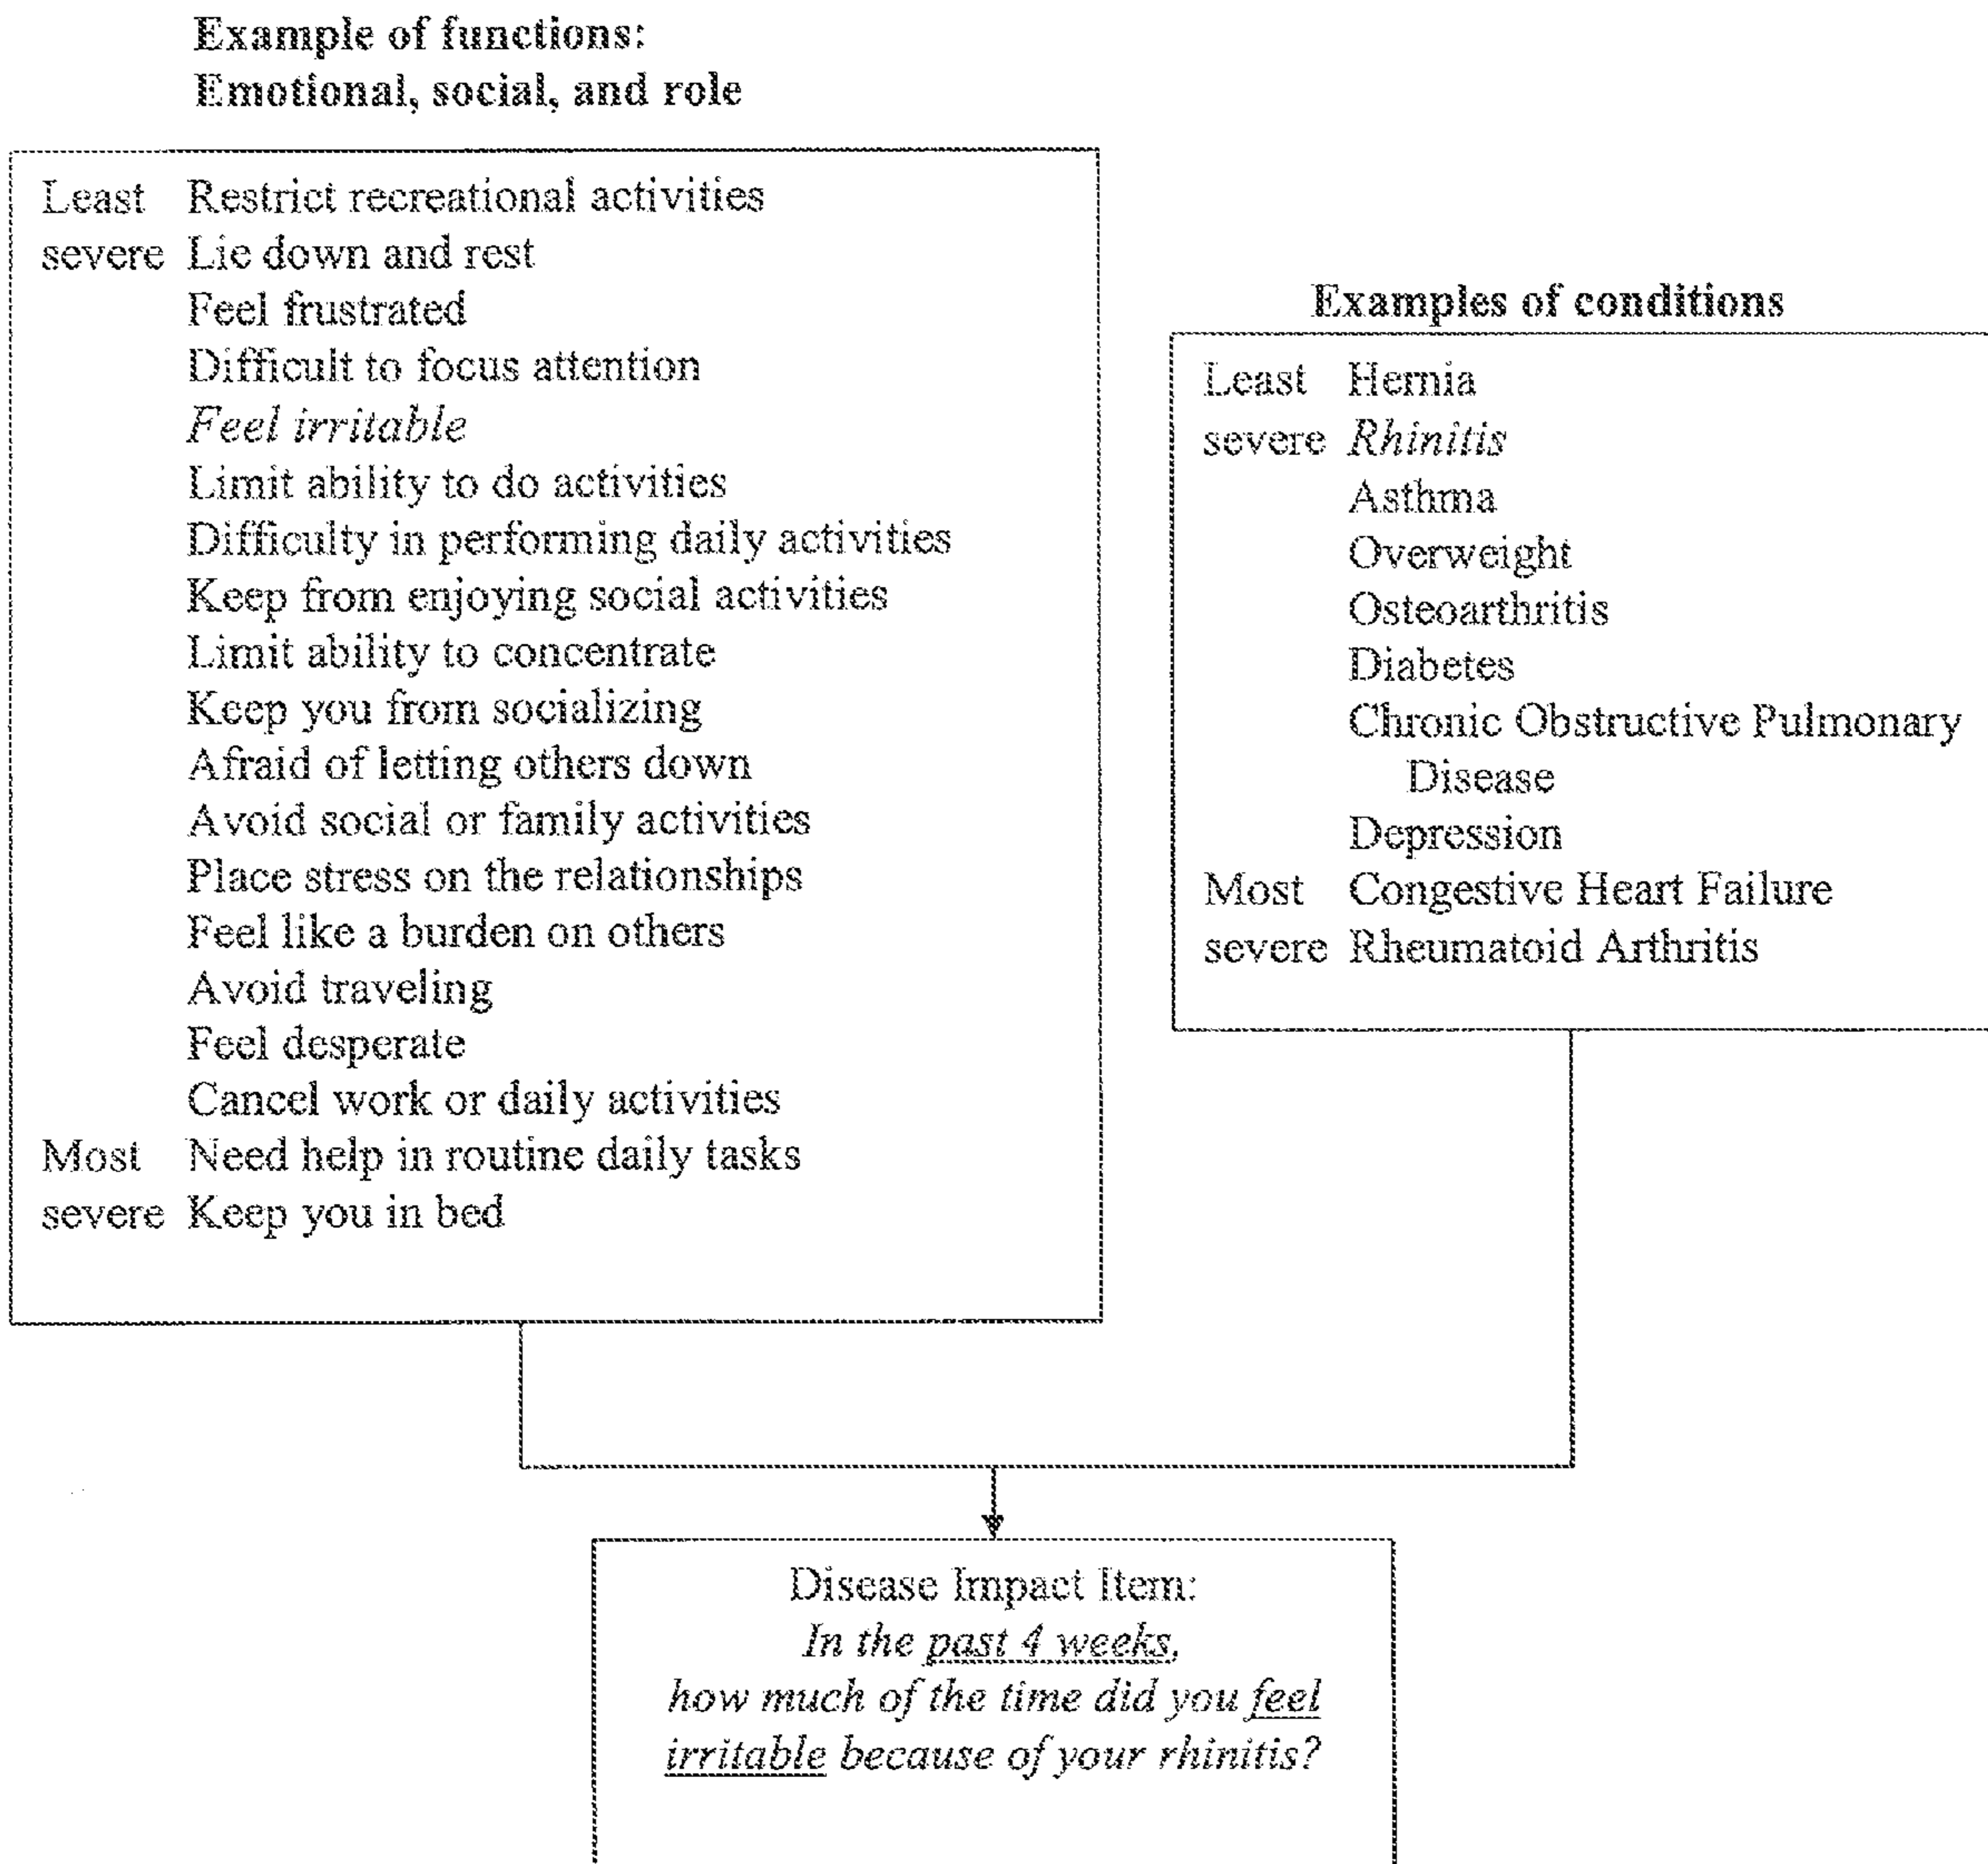 Example of functions:
Emotional, social, and role
Least Restrict recreational activities
severe Lie down and rest
Feel frustrated
Difficult to focus attention
Feel irritable
Limit ability to do activities
Difficulty in performing daily activities
Keep from enjoying social activities
Limit ability to concentrate
Keep you from socializing
Afraid of letting others down
Avoid social or family activities
Place stress on the relationships
Feel like a burden on others
Avoid traveling
Feel desperate
Cancel work or daily activities
Most Need help in routine daily tasks
severe Keep you in bed
Examples of conditions
Least Hernia
severe Rhinitis
Asthma
Overweight
Osteoarthritis
Diabetes
Chronic Obstructive Pulmonary
Disease
Depression
Most Congestive Heart Failure
severe Rheumatoid Arthritis
Disease Impact Item:
In the past 4 weeks,
how much of the time did you feel
irritable because of your rhinitis?